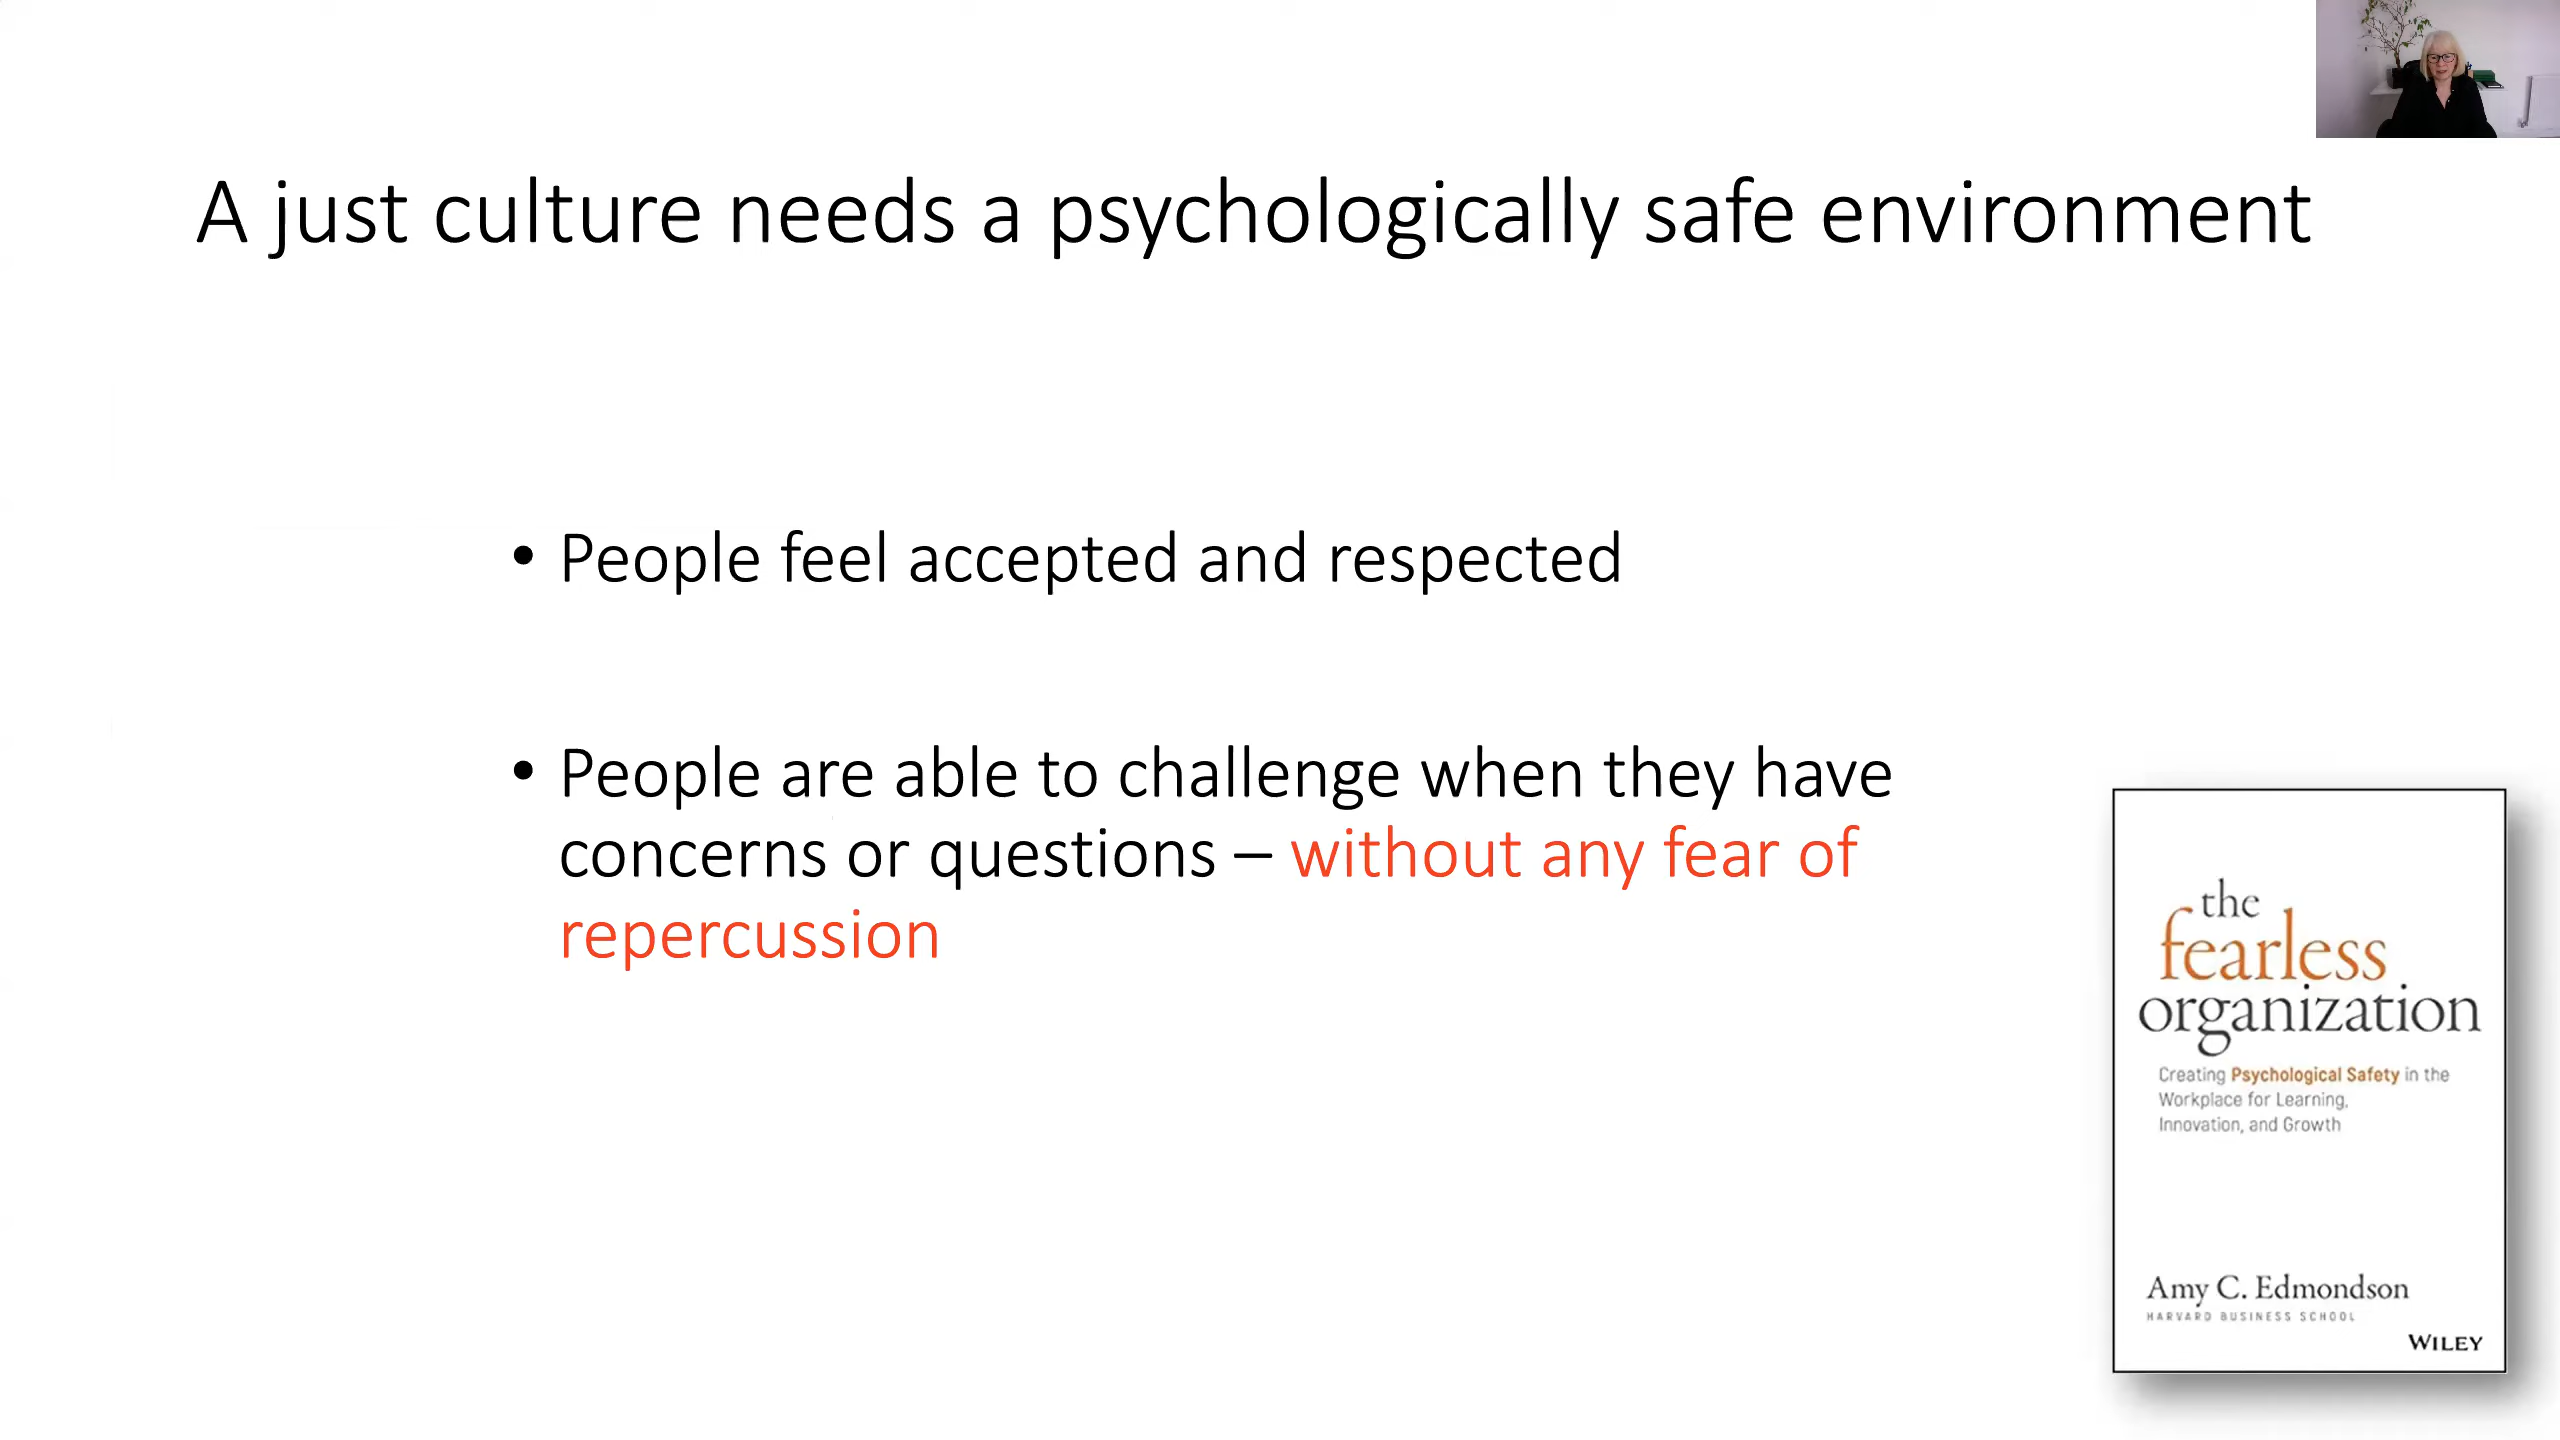 A just culture needs a psychologically safe environment
• People feel accepted and respected
• People are able to challenge when they have
concerns or questions – without any fear of
repercussion
the
fearless
organization
Creating Psychological Safety in the
Workplace for Learning,
Innovation, and Growth
Amy C. Edmondson
HARVARD BUSINESS SCHOOL
WILEY